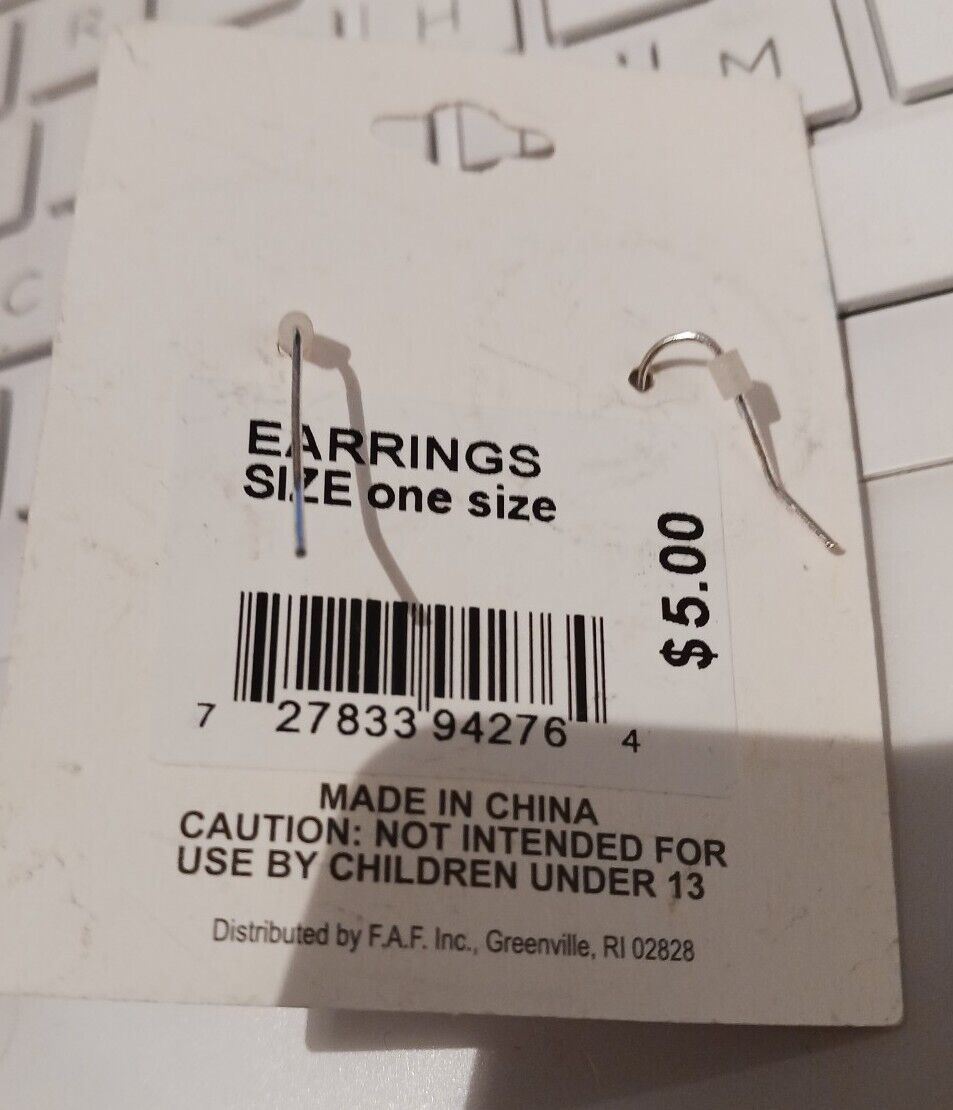 R H
M
C
EARRINGS
SIZE one size
$5.00
7 27833 94276 4
MADE IN CHINA
CAUTION: NOT INTENDED FOR
USE BY CHILDREN UNDER 13
Distributed by F.A.F. Inc., Greenville, RI 02828